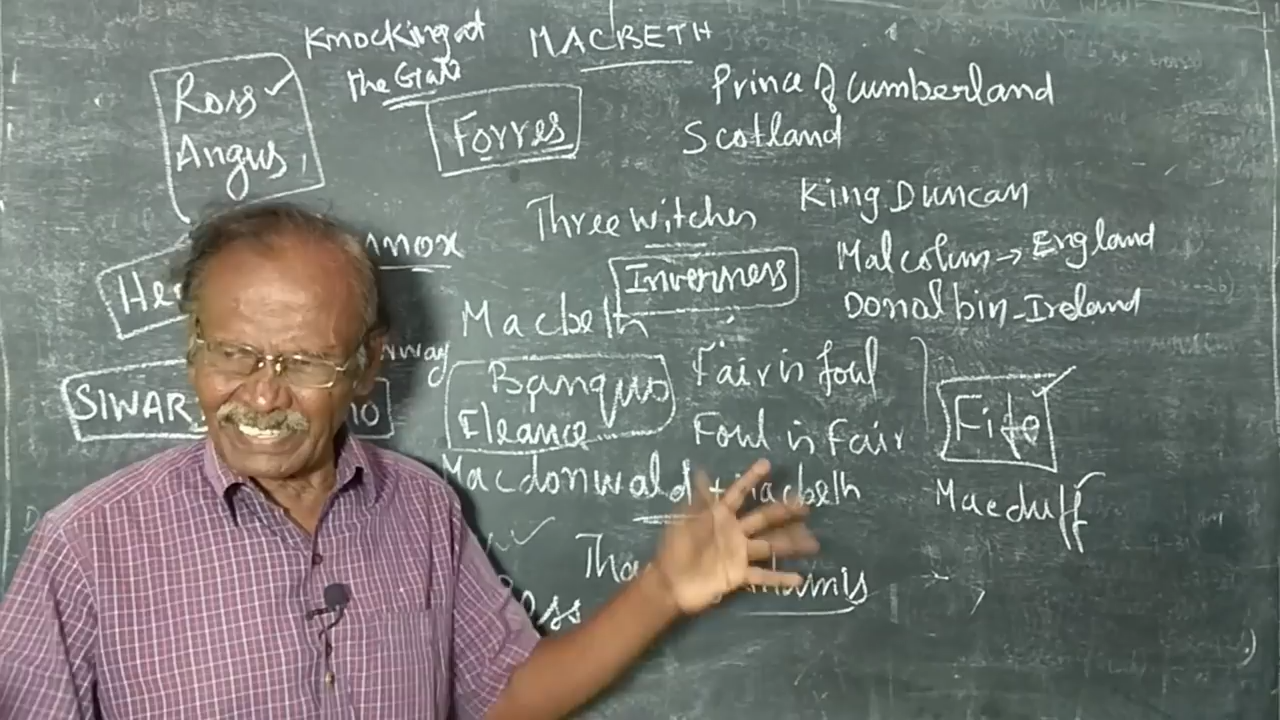 Knocking at
the Gate
MACBETH
Ross
Angus,
Forres
Prince of Cumberland
Scotland
Three witches
King Duncan
Inverness
Malcolm → England
Donalbin - Ireland
Macbeth
Banquo
Fleance
Fair is foul
Foul is Fair
Fife
SIWAR
Macdonwald +
Macduff